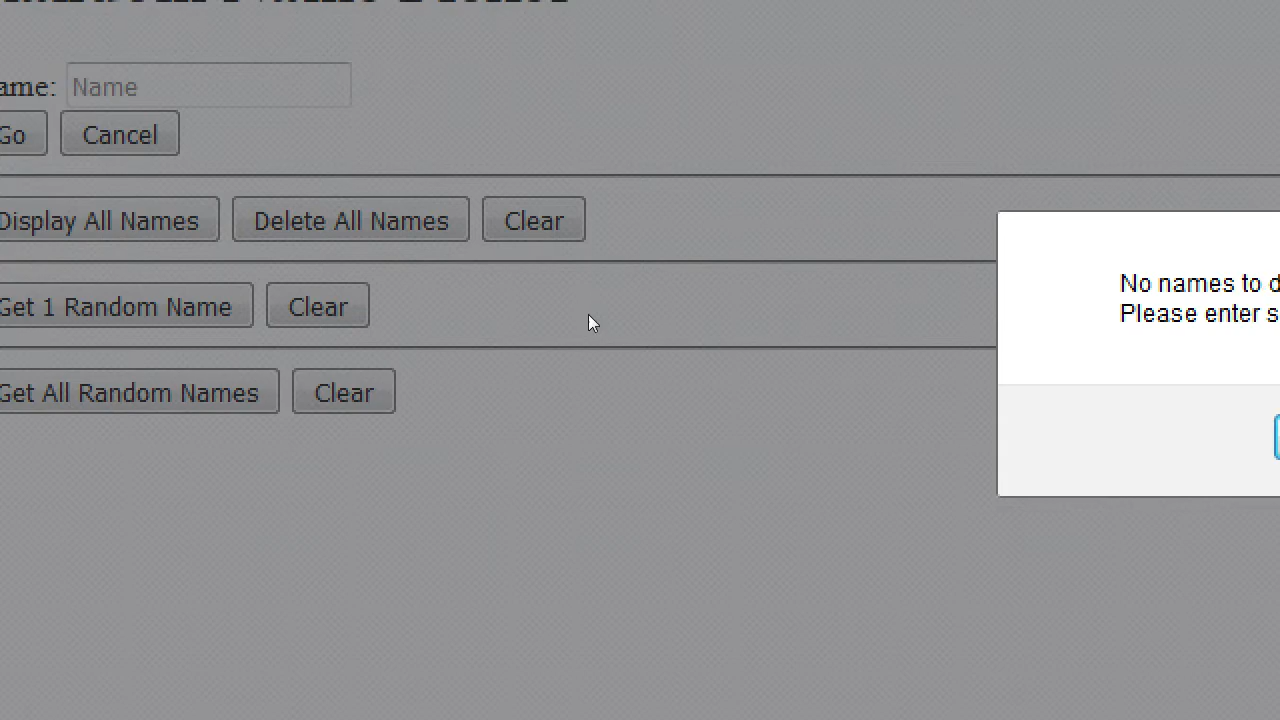 ame: Name
Go Cancel
Display All Names Delete All Names Clear
Get 1 Random Name Clear
Get All Random Names Clear
No names to d
Please enter s